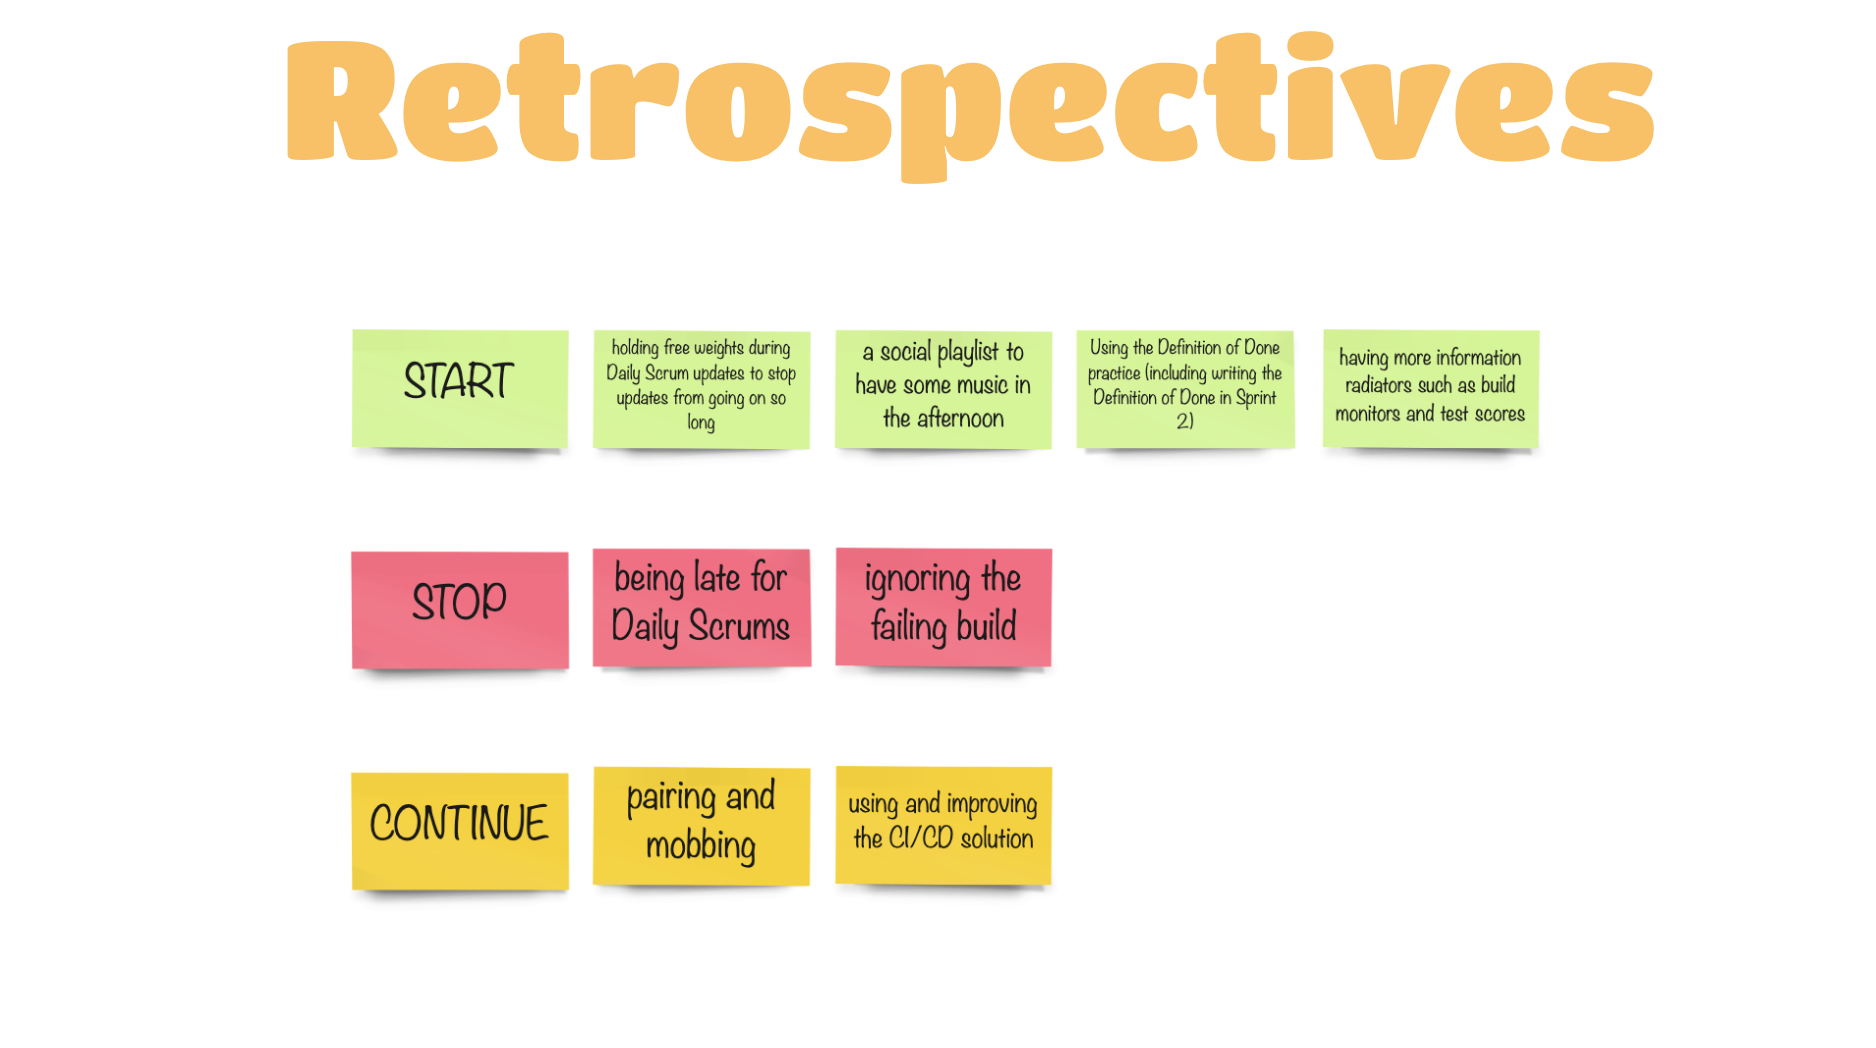 Retrospectives
START
holding free weights during
Daily Scrum updates to stop
updates from going on so
long
a social playlist to
have some music in
the afternoon
Using the Definition of Done
practice (including writing the
Definition of Done in Sprint
2)
having more information
radiators such as build
monitors and test scores
STOP
being late for
Daily Scrums
ignoring the
failing build
CONTINUE
pairing and
mobbing
using and improving
the CI/CD solution